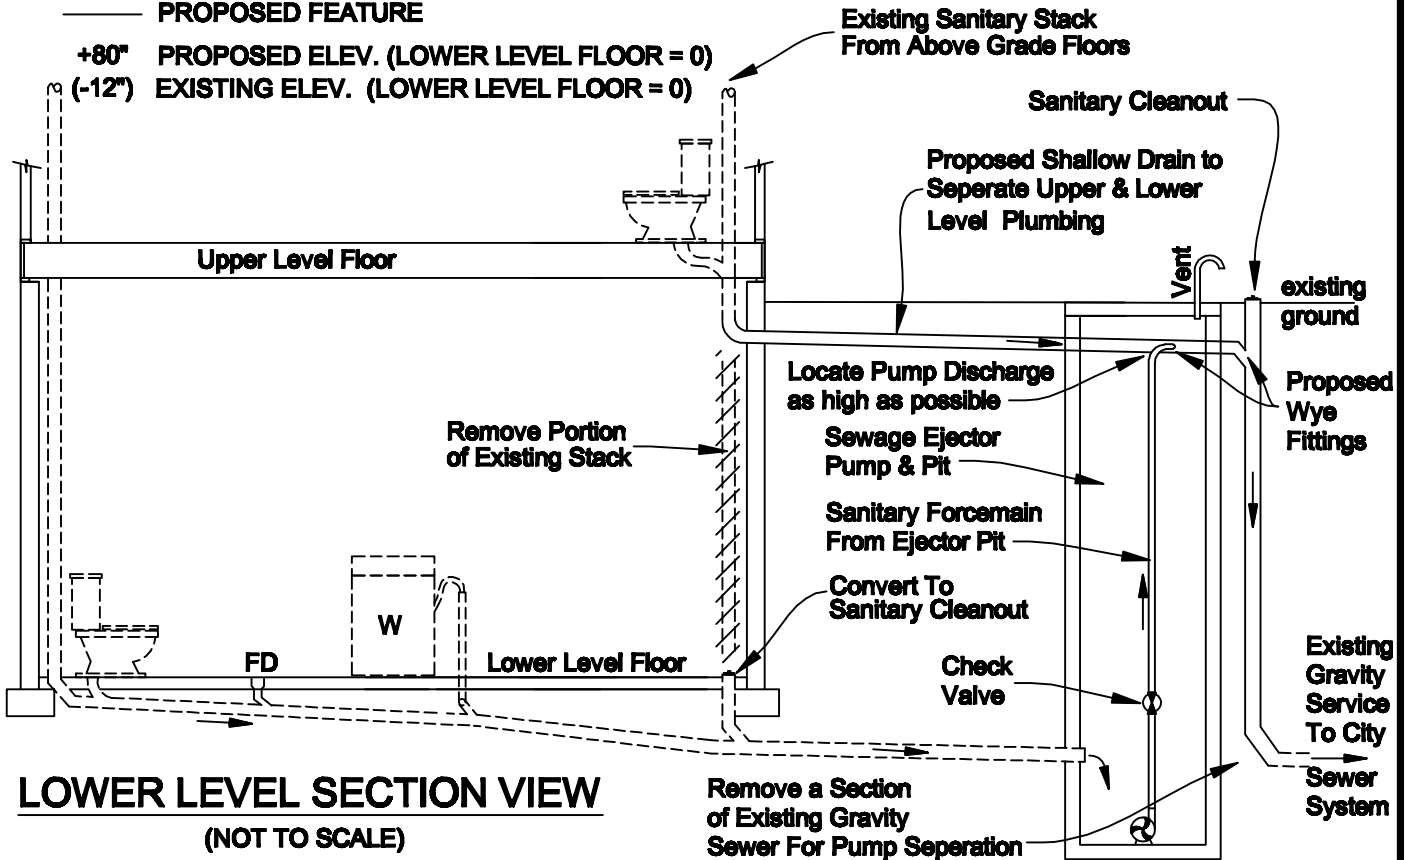 PROPOSED FEATURE
+80" PROPOSED ELEV. (LOWER LEVEL FLOOR = 0)
(-12") EXISTING ELEV. (LOWER LEVEL FLOOR = 0)
Existing Sanitary Stack
From Above Grade Floors
Sanitary Cleanout
Proposed Shallow Drain to
Seperate Upper & Lower
Level Plumbing
Upper Level Floor
Vent
existing
ground
Locate Pump Discharge
as high as possible
Proposed
Wye
Fittings
Remove Portion
of Existing Stack
Sewage Ejector
Pump & Pit
Sanitary Forcemain
From Ejector Pit
Convert To
Sanitary Cleanout
W
FD
Lower Level Floor
Check
Valve
Existing
Gravity
Service
To City
Sewer
System
LOWER LEVEL SECTION VIEW
(NOT TO SCALE)
Remove a Section
of Existing Gravity
Sewer For Pump Seperation